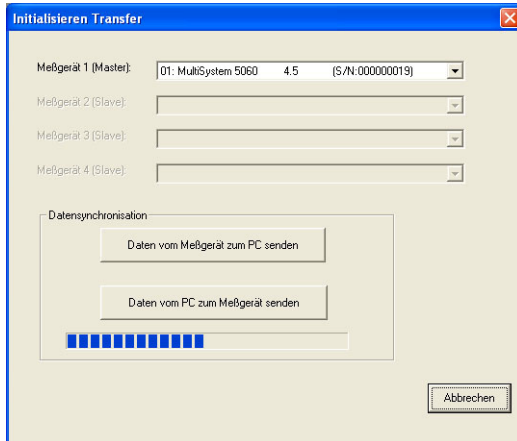 Initialisieren Transfer
Meßgerät 1 (Master): 01: MultiSystem 5060 4.5 (S/N:000000019)
Meßgerät 2 (Slave):
Meßgerät 3 (Slave):
Meßgerät 4 (Slave):
Datensynchronisation
Daten vom Meßgerät zum PC senden
Daten vom PC zum Meßgerät senden
Abbrechen